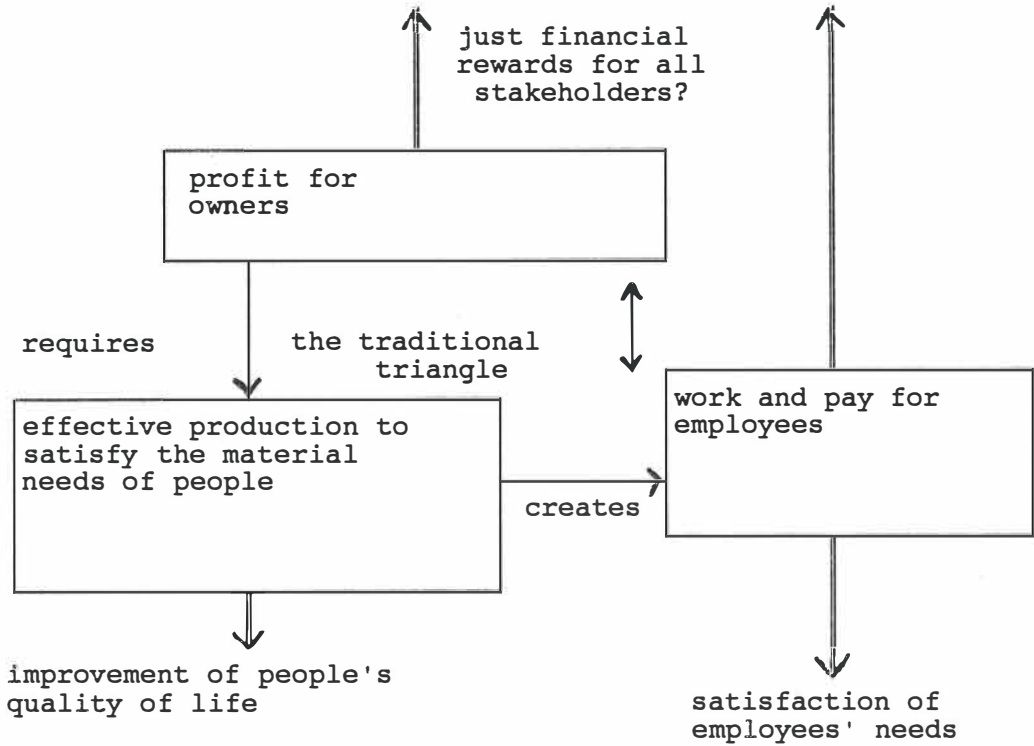 just financial
rewards for all
stakeholders?
profit for
owners
requires
the traditional
triangle
effective production to
satisfy the material
needs of people
work and pay for
employees
creates
improvement of people's
quality of life
satisfaction of
employees' needs